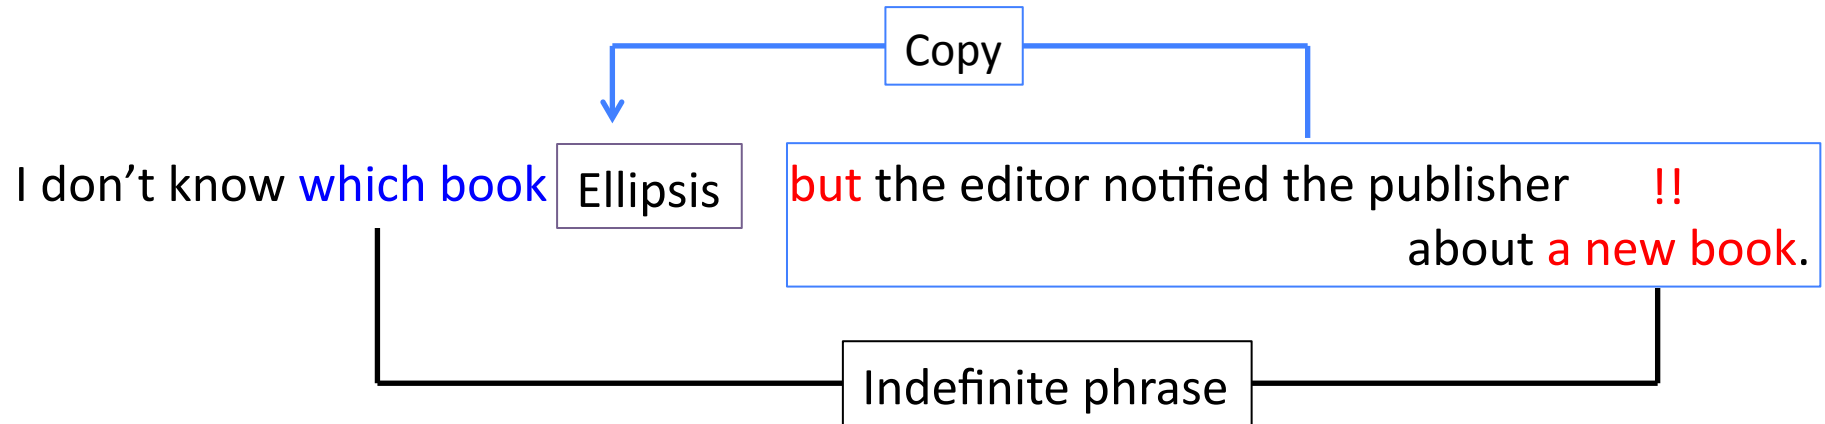 Copy
I don’t know which book Ellipsis but the editor notified the publisher !!
about a new book.
Indefinite phrase